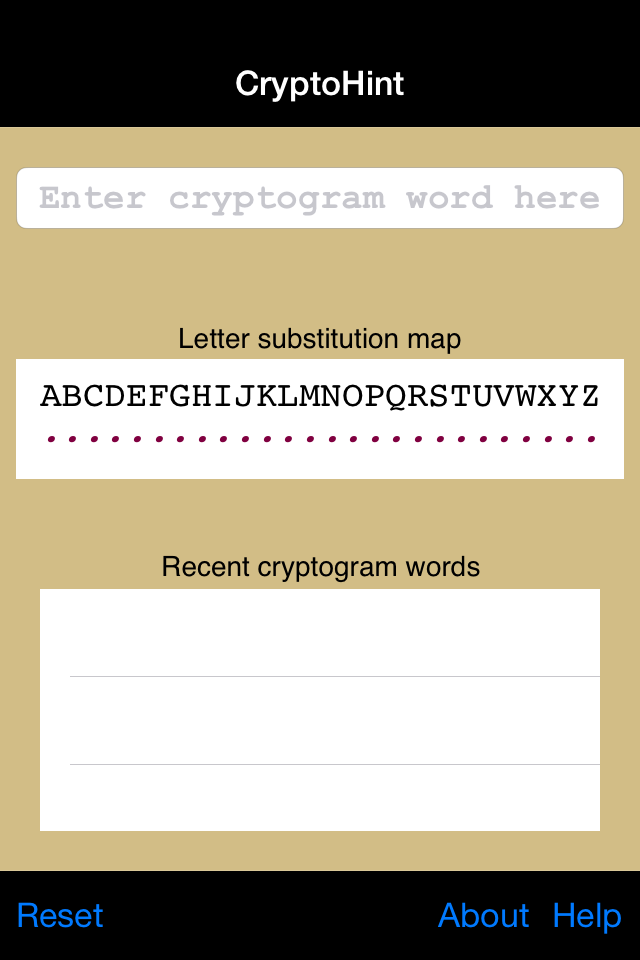 CryptoHint
Enter cryptogram word here
Letter substitution map
ABCDEFGHIJKLMNOPQRSTUVWXYZ
..........................
Recent cryptogram words
Reset About Help